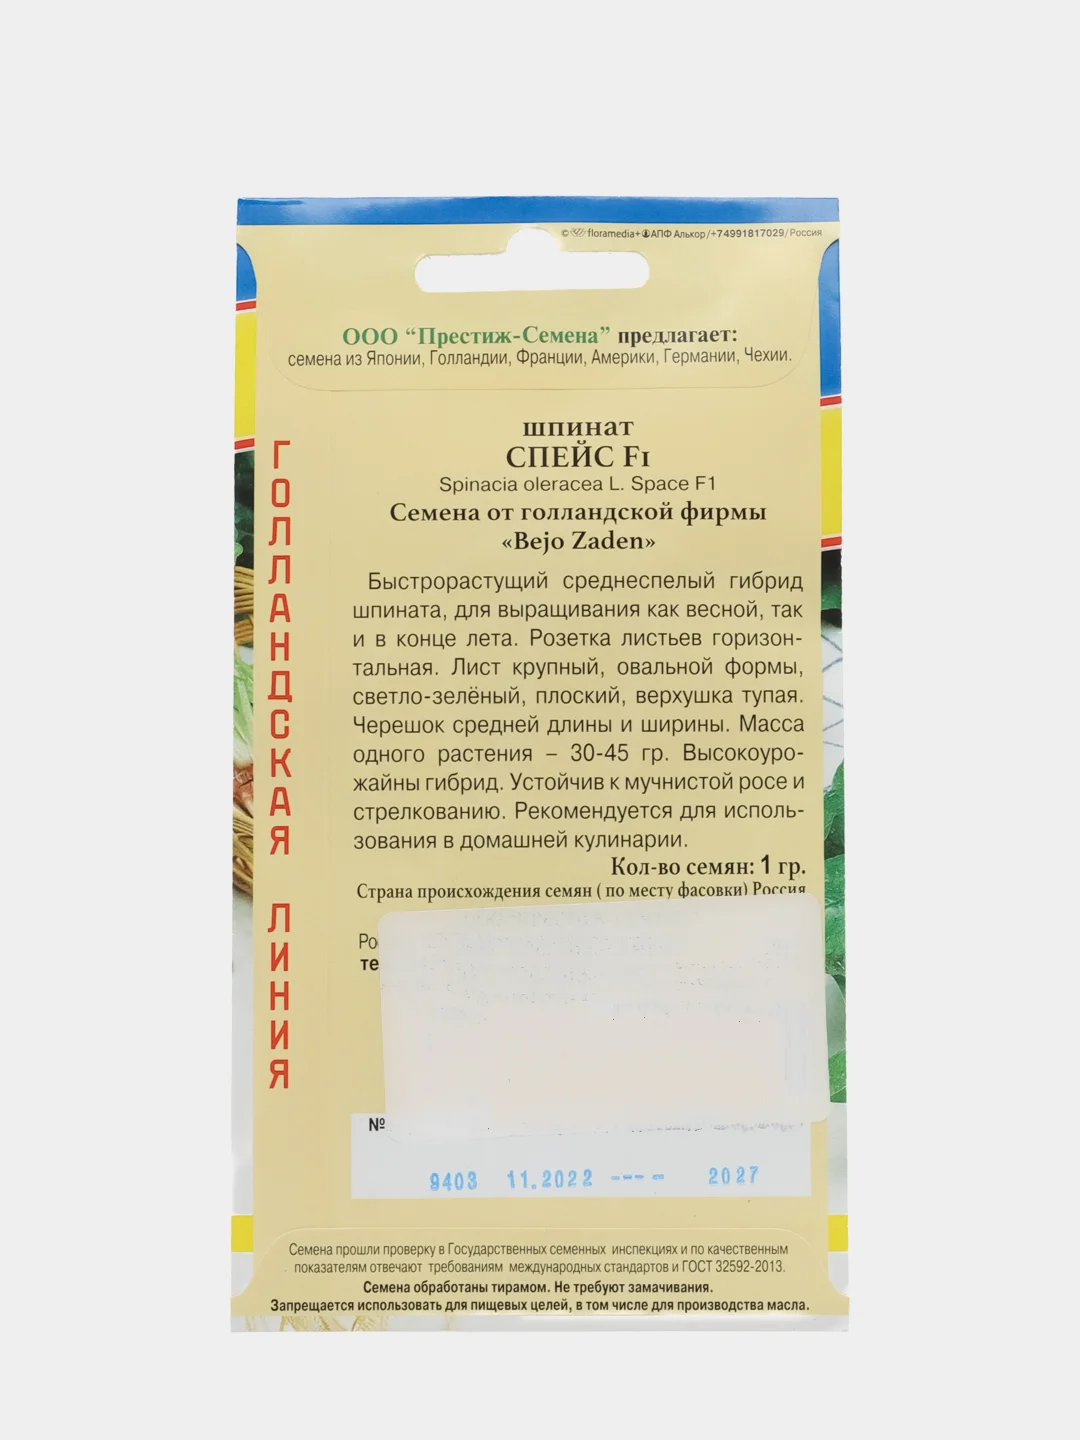 © floramedia+АПФ Алькор/+74991817029/Россия
ООО “Престиж-Семена” предлагает:
семена из Японии, Голландии, Франции, Америки, Германии, Чехии.
ГОЛЛАНДСКАЯ ЛИНИЯ
шпинат
СПЕЙС F1
Spinacia oleracea L. Space F1
Семена от голландской фирмы
«Bejo Zaden»
Быстрорастущий среднеспелый гибрид
шпината, для выращивания как весной, так
и в конце лета. Розетка листьев горизон-
тальная. Лист крупный, овальной формы,
светло-зелёный, плоский, верхушка тупая.
Черешок средней длины и ширины. Масса
одного растения – 30-45 гр. Высокоуро-
жайны гибрид. Устойчив к мучнистой росе и
стрелкованию. Рекомендуется для исполь-
зования в домашней кулинарии.
Кол-во семян: 1 гр.
Страна происхождения семян ( по месту фасовки) Россия
№
9403 11.2022 ---- 2027
Семена прошли проверку в Государственных семенных инспекциях и по качественным
показателям отвечают требованиям международных стандартов и ГОСТ 32592-2013.
Семена обработаны тирамом. Не требуют замачивания.
Запрещается использовать для пищевых целей, в том числе для производства масла.